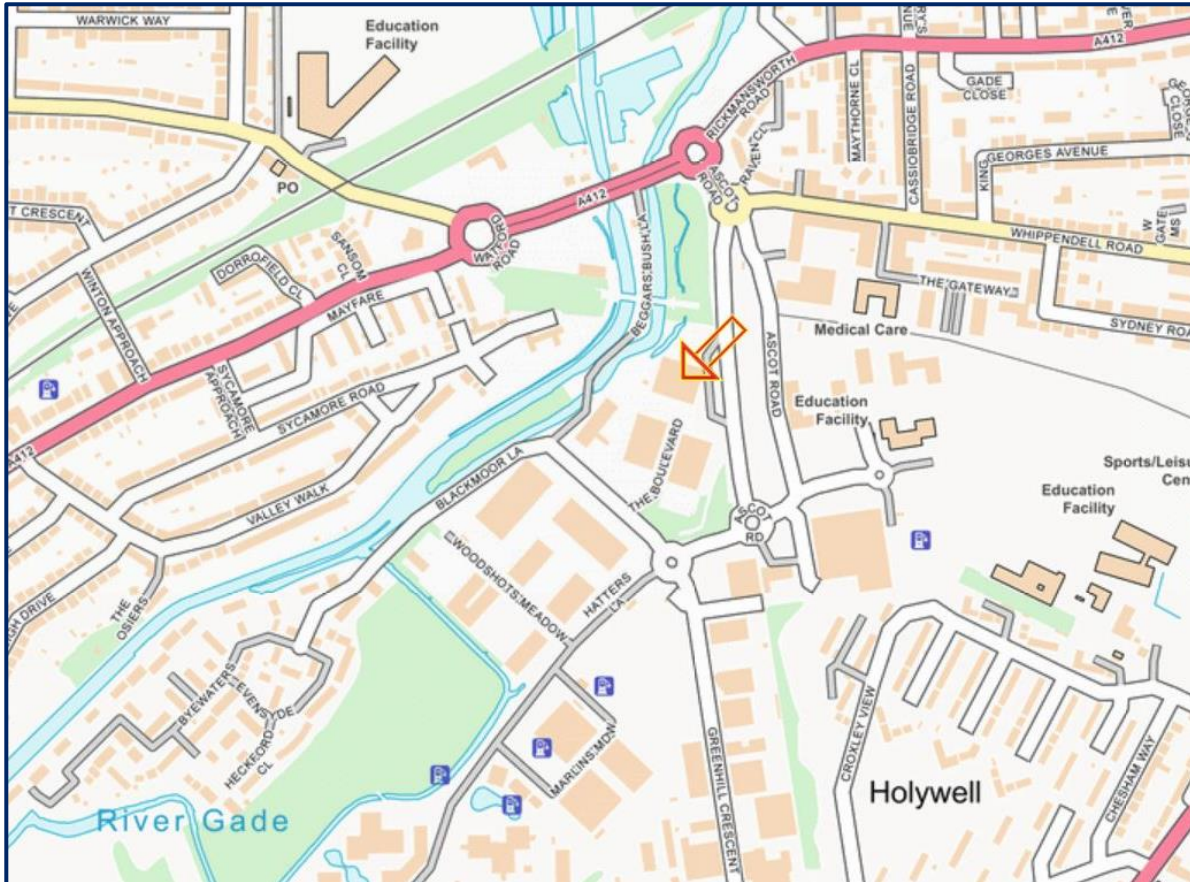 WARWICK WAY
Education
Facility
A412
RICKMANSWORTH
ROAD
GADE
CLOSE
MAYTHORNE CL
CASSIOBRIDGE ROAD
RAVEN CL
ASCOT
ROAD
KING
GEORGES AVENUE
PO
A412
WATFORD
ROAD
T CRESCENT
SANSOM
CL
DORROFIELD CL
MAYFARE
WINTON APPROACH
SYCAMORE
APPROACH
SYCAMORE ROAD
BEGGARS BUSH LA
WHIPPENDELL ROAD
W
GATE
MS
THE GATEWAY
SYDNEY ROA
Medical Care
ASCOT ROAD
Education
Facility
A412
VALLEY WALK
BLACKMOOR LA
THE BOULEVARD
ASCOT
RD
Sports/Leisu
Cen
Education
Facility
WOODSHOTS MEADOW
HATTERS
LA
GH DRIVE
THE
OSIERS
BYEWATERS
EVENSYDE
HECKFORD
CL
MARLINS MDW
GREENHILL CRESCENT
CROXLEY VIEW
CHESHAM WAY
Holywell
River Gade